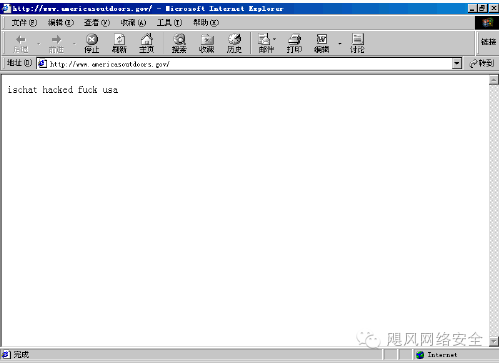 http://www.americasoutdoors.gov/ - Microsoft Internet Explorer
文件(F) 编辑(E) 查看(V) 收藏(A) 工具(T) 帮助(H)
后退 前进 停止 刷新 主页 搜索 收藏 历史 邮件 打印 编辑 讨论 链接
地址(D) http://www.americasoutdoors.gov/ 转到
ischat hacked fuck usa
飓风网络安全
完成 Internet